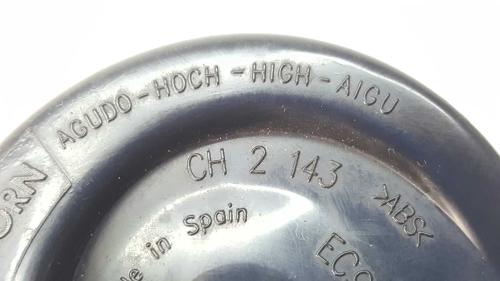 AGUDO-HOCH-HIGH-AIGU
CH 2 143
>ABS<
in Spain